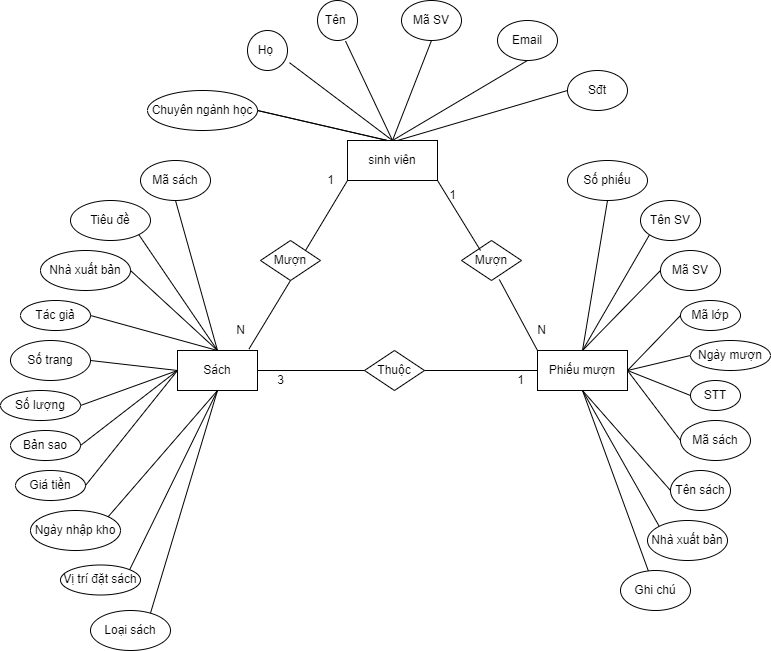 Tên
Mã SV
Họ
Email
Sđt
Chuyên ngành học
sinh viên
1
1
Mã sách
Số phiếu
Tiêu đề
Tên SV
Nhà xuất bản
Mượn
Mượn
Mã SV
Tác giả
N
N
Mã lớp
Số trang
Sách
3
Thuộc
1
Phiếu mượn
Ngày mượn
Số lượng
STT
Bản sao
Mã sách
Giá tiền
Tên sách
Ngày nhập kho
Nhà xuất bản
Vị trí đặt sách
Ghi chú
Loại sách